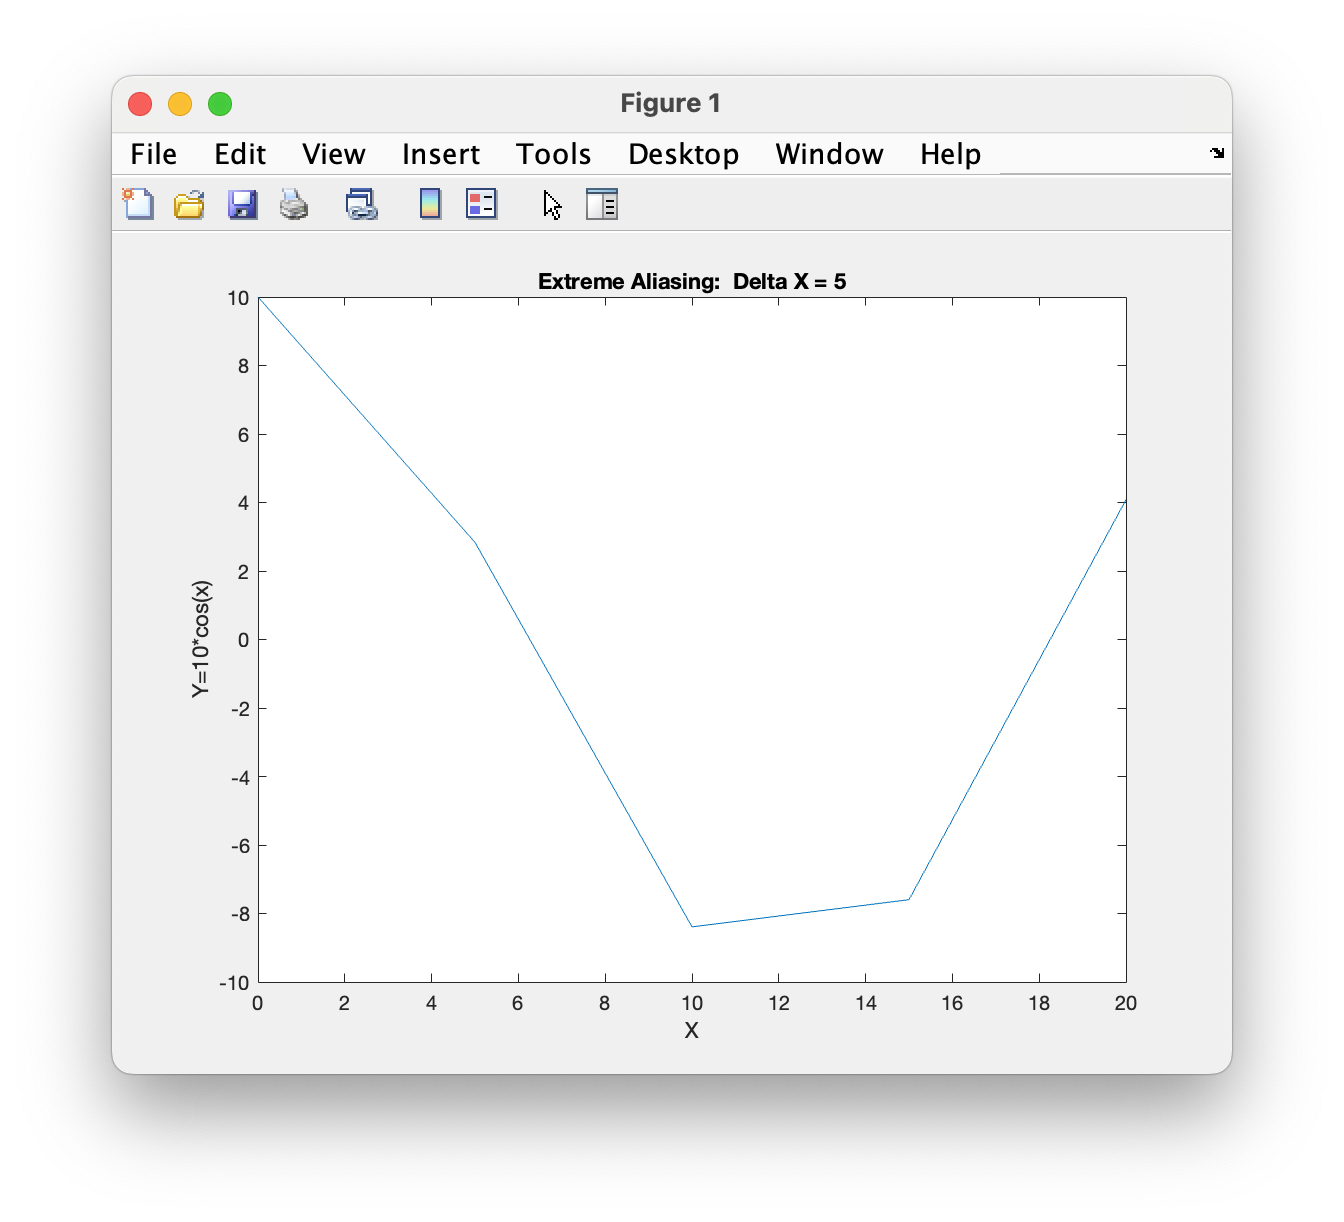 Figure 1
File Edit View Insert Tools Desktop Window Help
Extreme Aliasing:  Delta X = 5
10
8
6
4
2
0
-2
-4
-6
-8
-10
Y=10*cos(x)
0 2 4 6 8 10 12 14 16 18 20
X